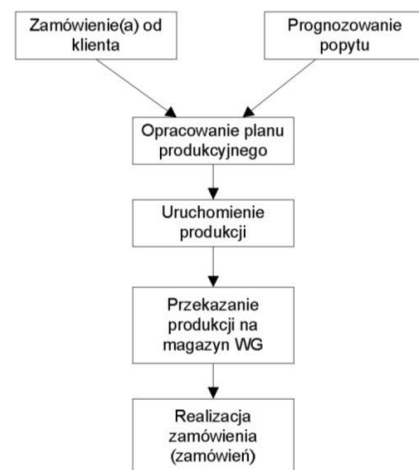 Zamówienie(a) od
klienta
Prognozowanie
popytu
Opracowanie planu
produkcyjnego
Uruchomienie
produkcji
Przekazanie
produkcji na
magazyn WG
Realizacja
zamówienia
(zamówień)